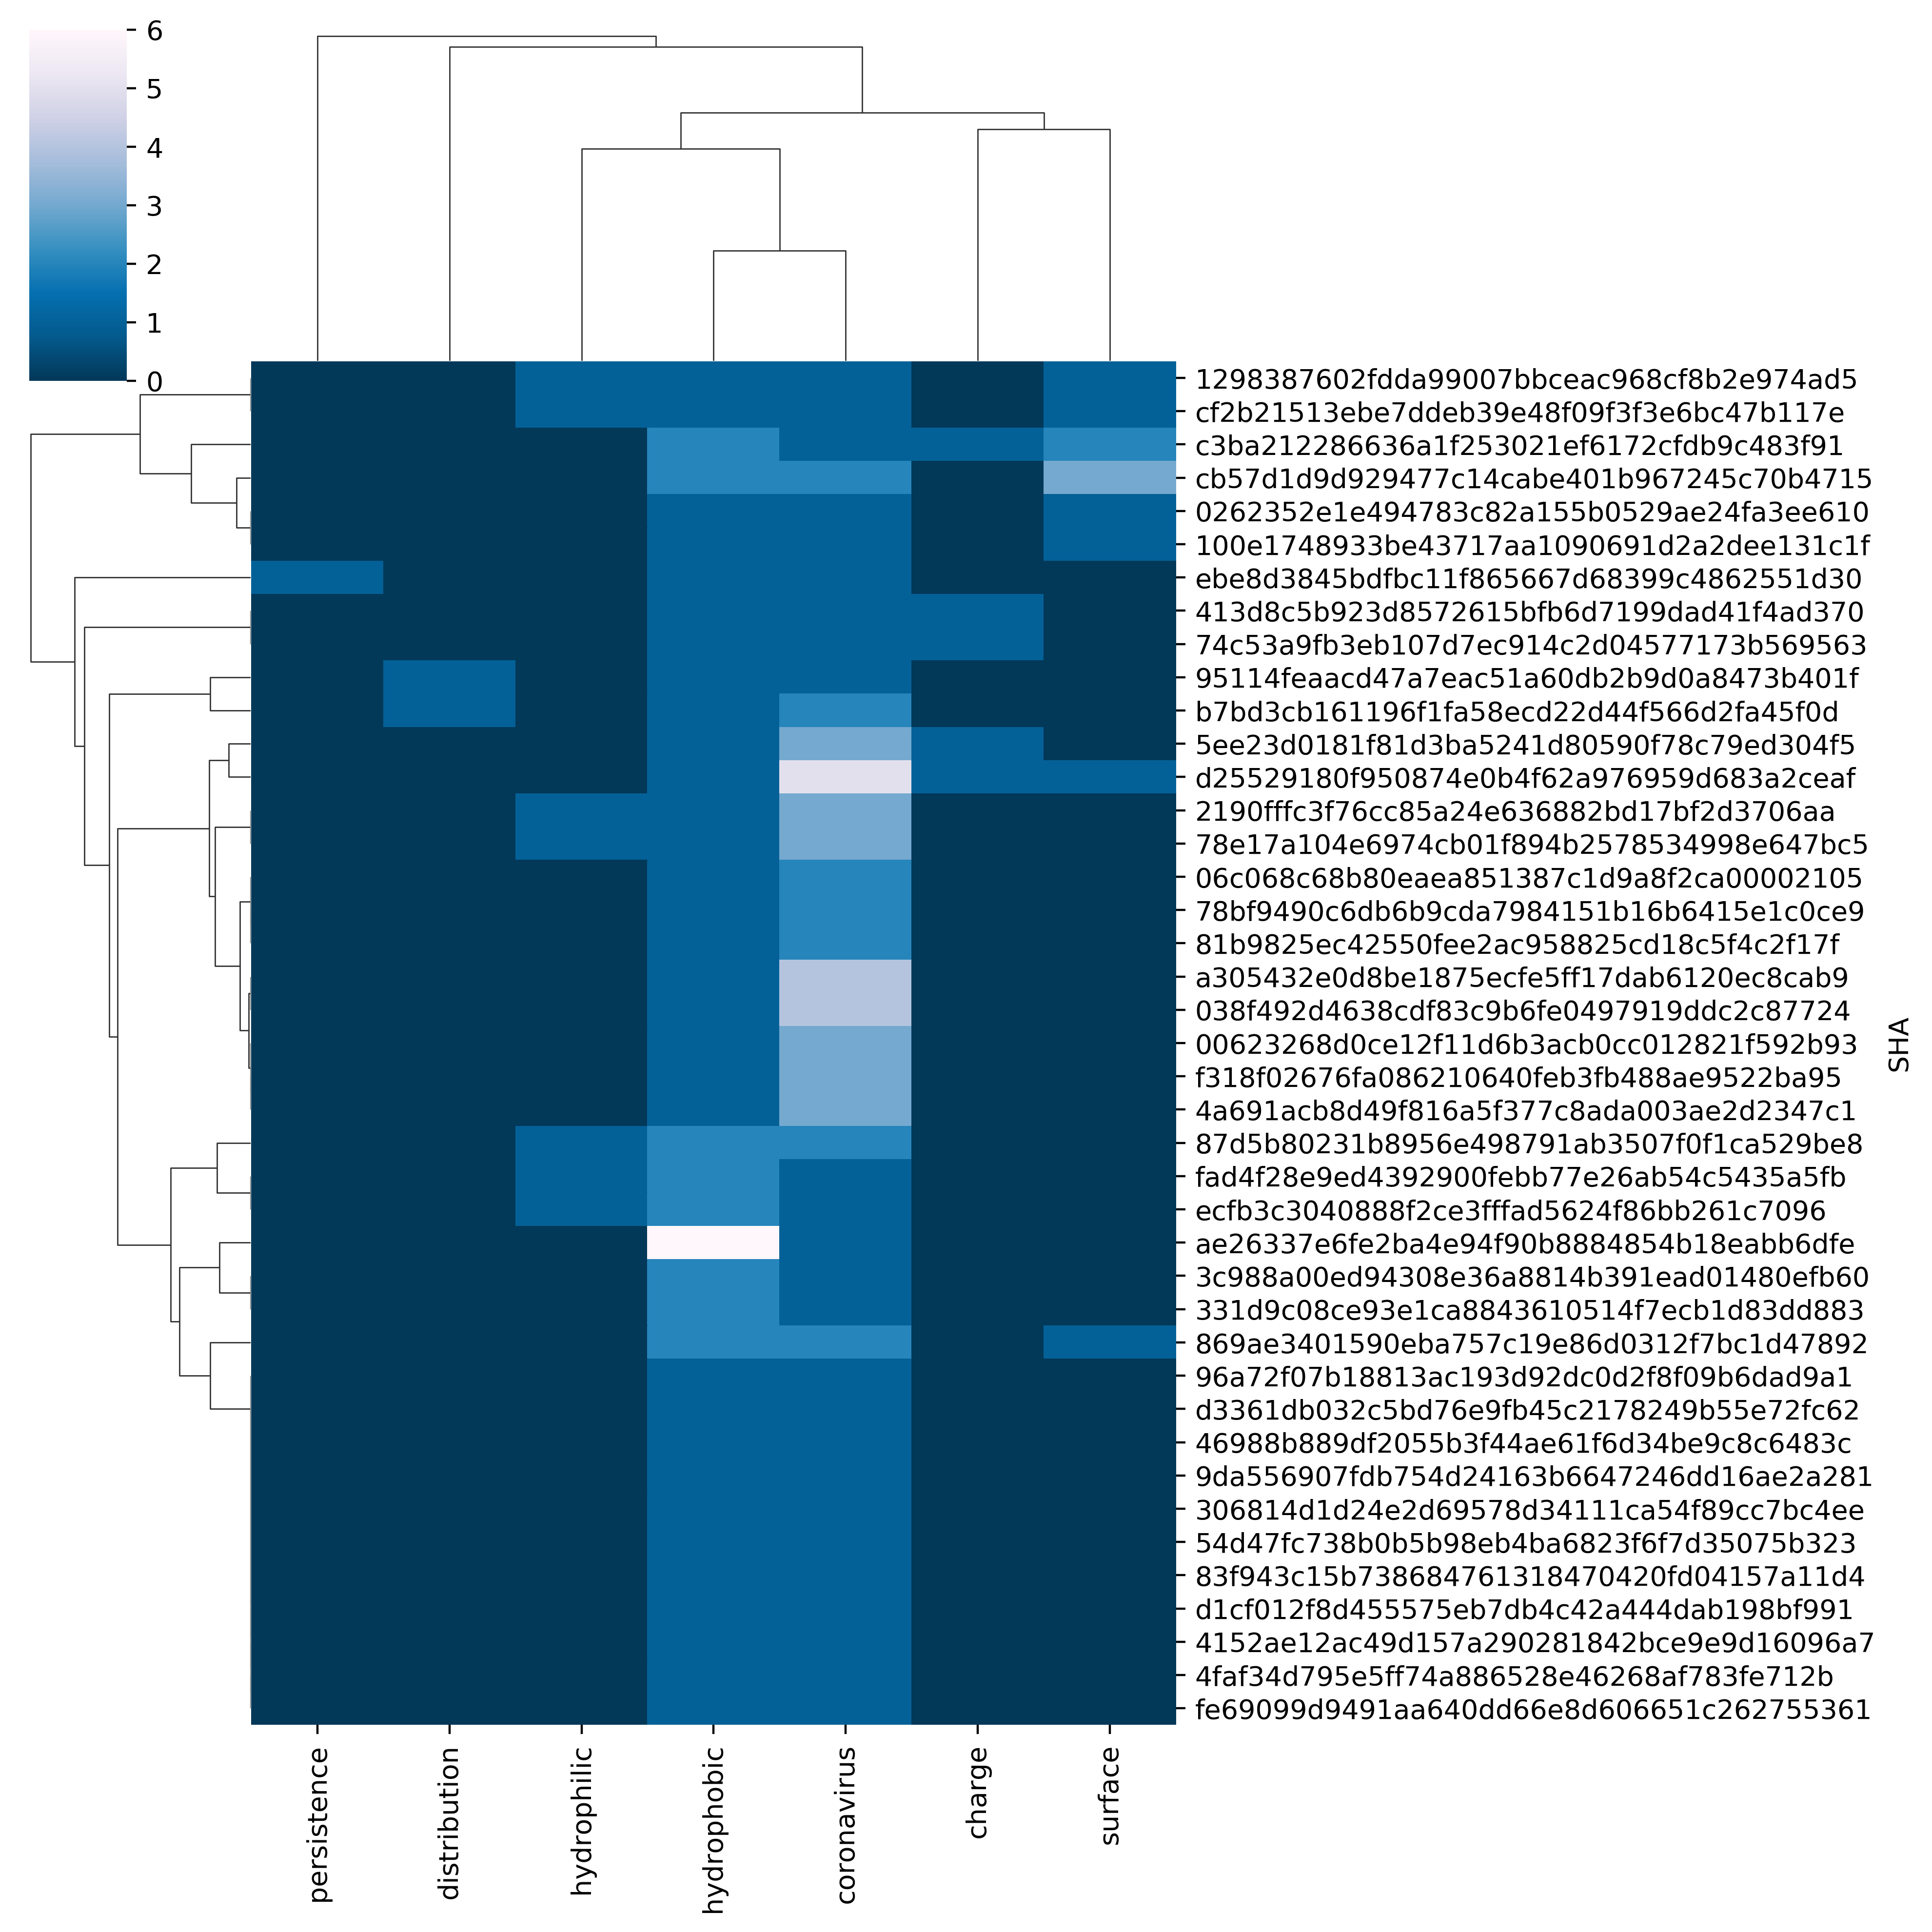 6
5
4
3
2
1
0
1298387602fdda99007bbceac968cf8b2e974ad5
cf2b21513ebe7ddeb39e48f09f3f3e6bc47b117e
c3ba212286636a1f253021ef6172cfdb9c483f91
cb57d1d9d929477c14cabe401b967245c70b4715
0262352e1e494783c82a155b0529ae24fa3ee610
100e1748933be43717aa1090691d2a2dee131c1f
ebe8d3845bdfbc11f865667d68399c4862551d30
413d8c5b923d8572615bfb6d7199dad41f4ad370
74c53a9fb3eb107d7ec914c2d04577173b569563
95114feaacd47a7eac51a60db2b9d0a8473b401f
b7bd3cb161196f1fa58ecd22d44f566d2fa45f0d
5ee23d0181f81d3ba5241d80590f78c79ed304f5
d25529180f950874e0b4f62a976959d683a2ceaf
2190fffc3f76cc85a24e636882bd17bf2d3706aa
78e17a104e6974cb01f894b2578534998e647bc5
06c068c68b80eaea851387c1d9a8f2ca00002105
78bf9490c6db6b9cda7984151b16b6415e1c0ce9
81b9825ec42550fee2ac958825cd18c5f4c2f17f
a305432e0d8be1875ecfe5ff17dab6120ec8cab9
038f492d4638cdf83c9b6fe0497919ddc2c87724
00623268d0ce12f11d6b3acb0cc012821f592b93
f318f02676fa086210640feb3fb488ae9522ba95
4a691acb8d49f816a5f377c8ada003ae2d2347c1
87d5b80231b8956e498791ab3507f0f1ca529be8
fad4f28e9ed4392900febb77e26ab54c5435a5fb
ecfb3c3040888f2ce3fffad5624f86bb261c7096
ae26337e6fe2ba4e94f90b8884854b18eabb6dfe
3c988a00ed94308e36a8814b391ead01480efb60
331d9c08ce93e1ca8843610514f7ecb1d83dd883
869ae3401590eba757c19e86d0312f7bc1d47892
96a72f07b18813ac193d92dc0d2f8f09b6dad9a1
d3361db032c5bd76e9fb45c2178249b55e72fc62
46988b889df2055b3f44ae61f6d34be9c8c6483c
9da556907fdb754d24163b6647246dd16ae2a281
306814d1d24e2d69578d34111ca54f89cc7bc4ee
54d47fc738b0b5b98eb4ba6823f6f7d35075b323
83f943c15b738684761318470420fd04157a11d4
d1cf012f8d455575eb7db4c42a444dab198bf991
4152ae12ac49d157a290281842bce9e9d16096a7
4faf34d795e5ff74a886528e46268af783fe712b
fe69099d9491aa640dd66e8d606651c262755361
SHA
persistence
distribution
hydrophilic
hydrophobic
coronavirus
charge
surface